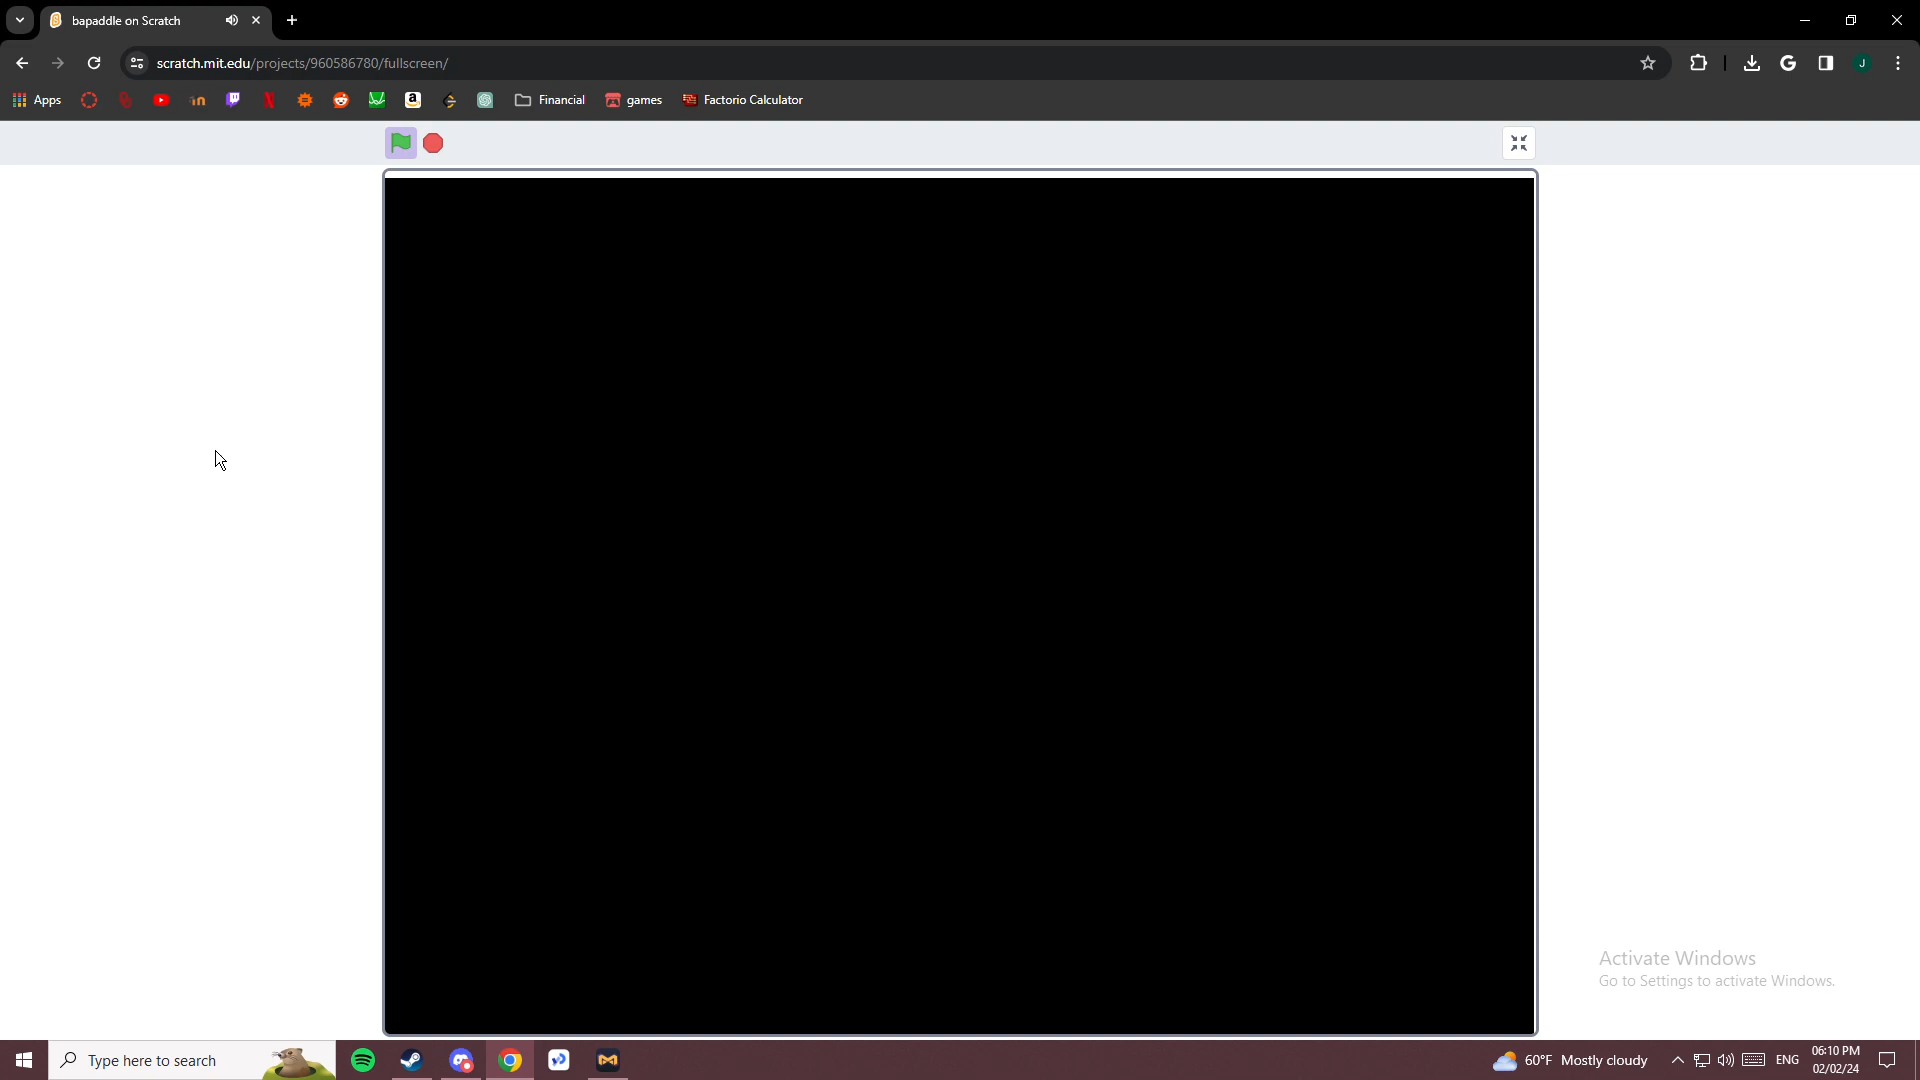 bapaddle on Scratch
scratch.mit.edu/projects/960586780/fullscreen/
J
Apps
Financial
games
Factorio Calculator
Activate Windows
Go to Settings to activate Windows.
Type here to search
60°F Mostly cloudy
ENG
06:10 PM
02/02/24